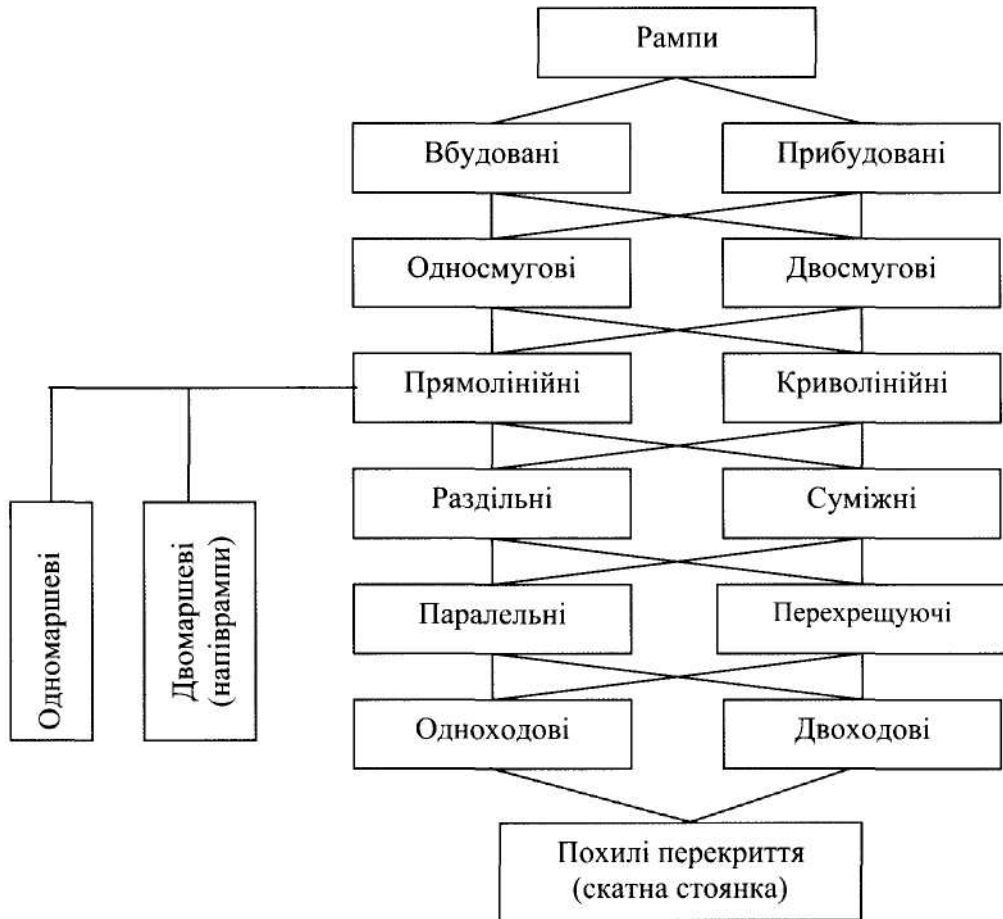 Рампи
Вбудовані
Прибудовані
Односмугові
Двосмугові
Прямолінійні
Криволінійні
Раздільні
Суміжні
Одномаршеві
Двомаршеві
(напіврампи)
Паралельні
Перехрещуючі
Одноходові
Двоходові
Похилі перекриття
(скатна стоянка)